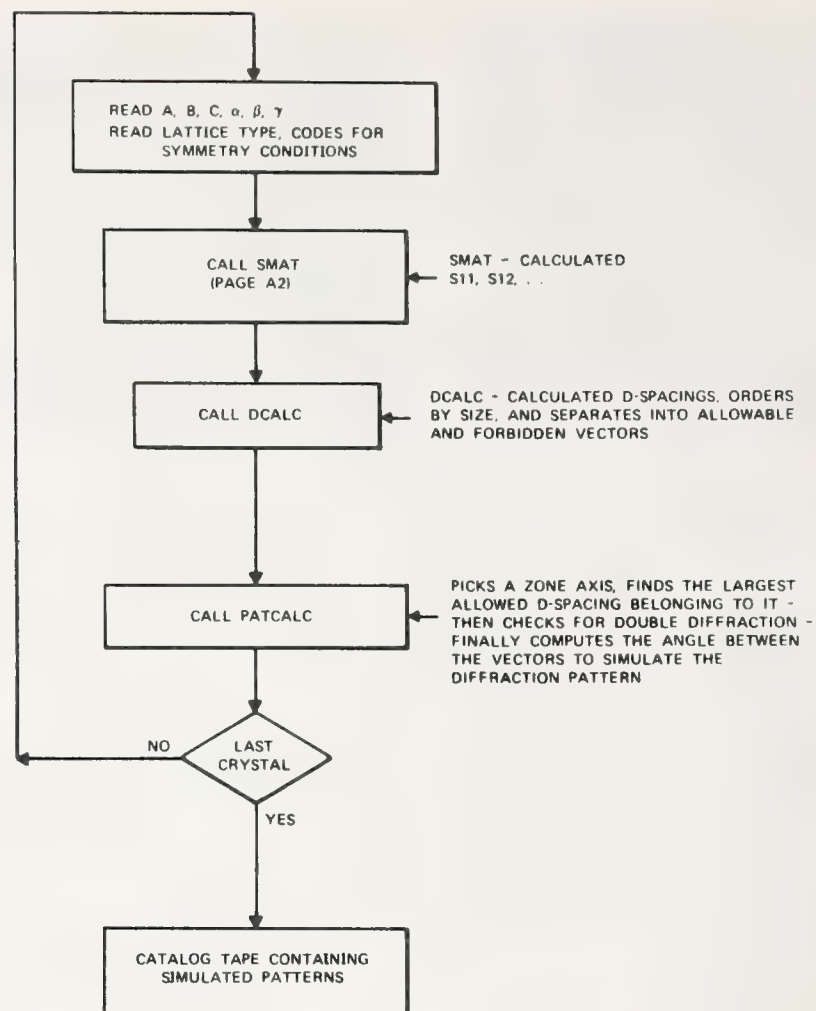 READ A, B, C, α, β, γ
READ LATTICE TYPE, CODES FOR
SYMMETRY CONDITIONS
CALL SMAT
(PAGE A2)
SMAT - CALCULATED
S11, S12, . .
CALL DCALC
DCALC - CALCULATED D-SPACINGS, ORDERS
BY SIZE, AND SEPARATES INTO ALLOWABLE
AND FORBIDDEN VECTORS
CALL PATCALC
PICKS A ZONE AXIS, FINDS THE LARGEST
ALLOWED D-SPACING BELONGING TO IT -
THEN CHECKS FOR DOUBLE DIFFRACTION -
FINALLY COMPUTES THE ANGLE BETWEEN
THE VECTORS TO SIMULATE THE
DIFFRACTION PATTERN
NO
LAST
CRYSTAL
YES
CATALOG TAPE CONTAINING
SIMULATED PATTERNS